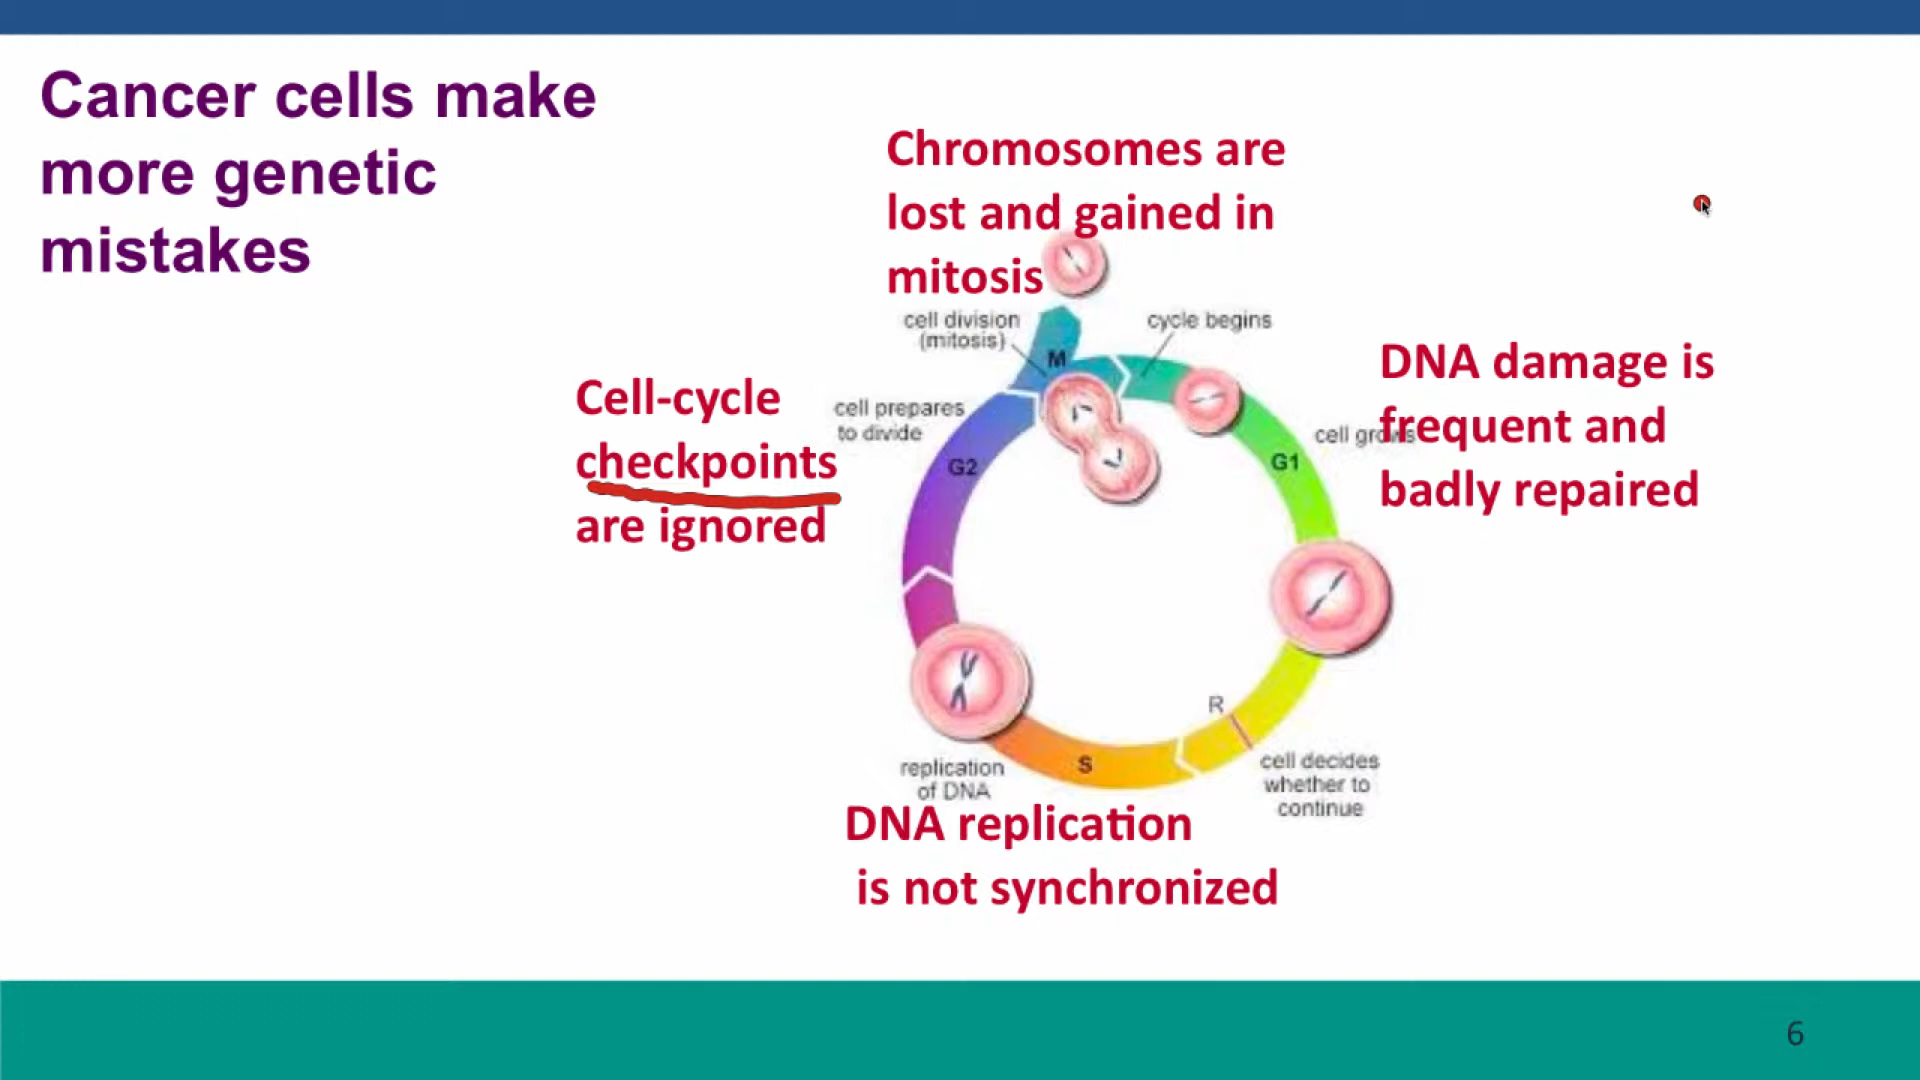 Cancer cells make
more genetic
mistakes
Chromosomes are
lost and gained in
mitosis
cell division
(mitosis)
M
cycle begins
Cell-cycle
checkpoints
are ignored
cell prepares
to divide
G2
DNA damage is
frequent and
badly repaired
cell grows
G1
R
cell decides
whether to
continue
S
replication
of DNA
DNA replication
is not synchronized
6